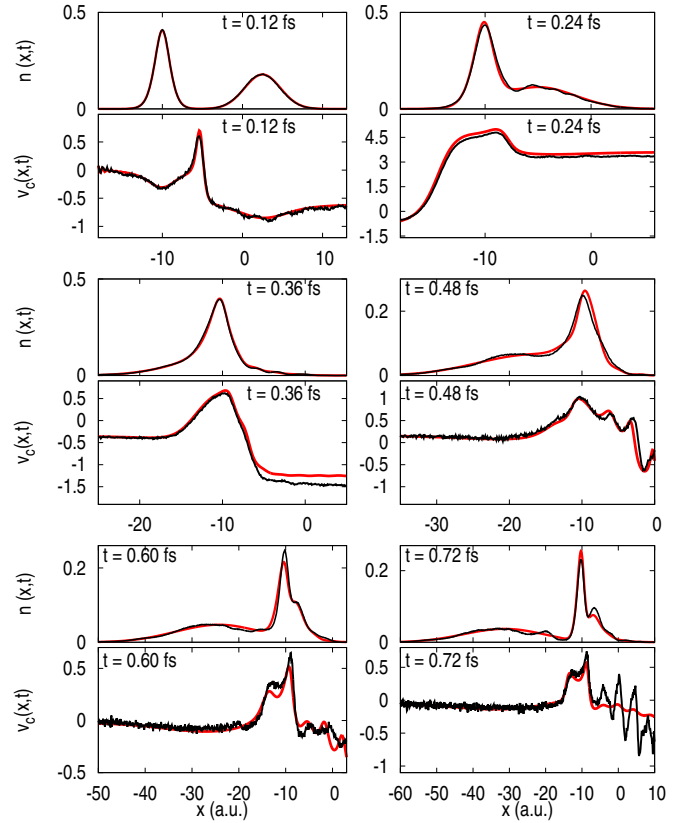 0.5
0
n (x,t)
t = 0.12 fs
0.5
0
t = 0.24 fs
0.5
0
-0.5
-1
v_c(x,t)
t = 0.12 fs
-10 0 10
4.5
3
1.5
0
-1.5
t = 0.24 fs
-10 0
0.5
0
n (x,t)
t = 0.36 fs
0.2
0
t = 0.48 fs
1
0.5
0
-0.5
-1
-1.5
v_c(x,t)
t = 0.36 fs
-20 -10 0
1
0.5
0
-0.5
-1
t = 0.48 fs
-30 -20 -10 0
0.2
0
n (x,t)
t = 0.60 fs
0.2
0
t = 0.72 fs
0.5
0
-0.5
v_c(x,t)
t = 0.60 fs
-50 -40 -30 -20 -10 0
x (a.u.)
0.5
0
-0.5
-1
t = 0.72 fs
-60 -50 -40 -30 -20 -10 0 10
x (a.u.)